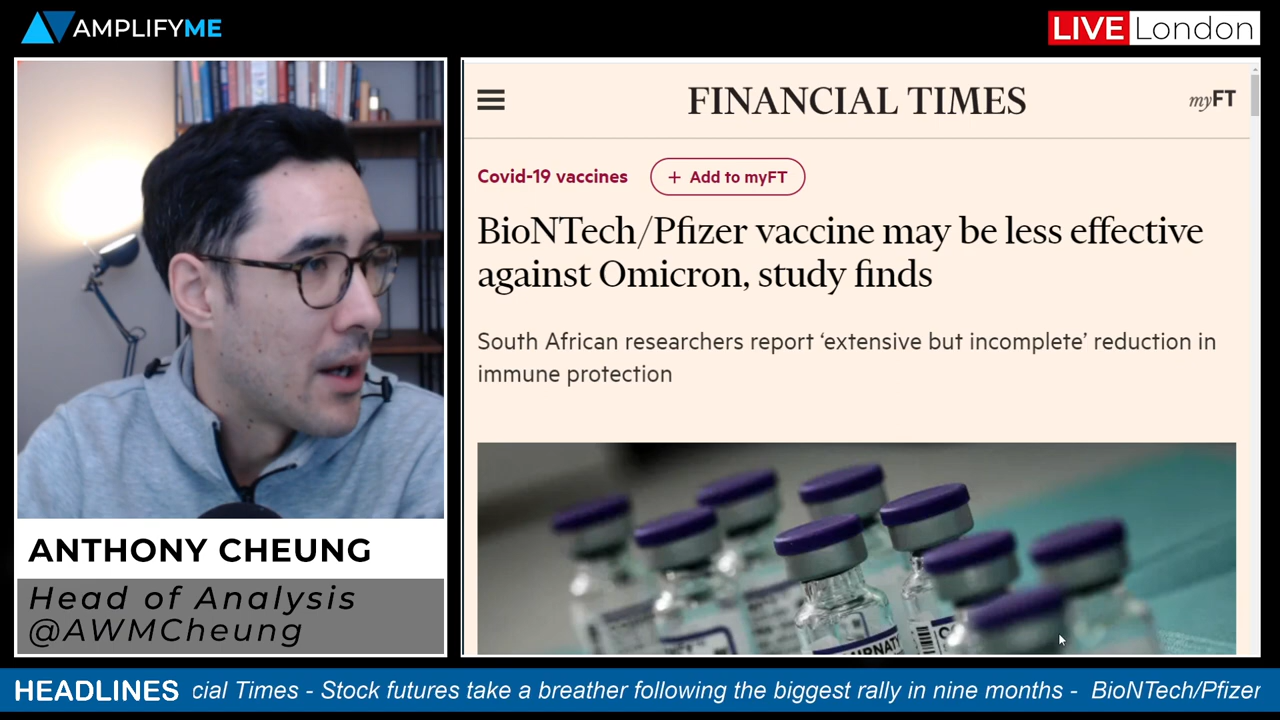 AMPLIFYME
LIVE London
FINANCIAL TIMES
myFT
Covid-19 vaccines
+ Add to myFT
BioNTech/Pfizer vaccine may be less effective
against Omicron, study finds
South African researchers report ‘extensive but incomplete’ reduction in
immune protection
ANTHONY CHEUNG
Head of Analysis
@AWMCheung
HEADLINES
cial Times - Stock futures take a breather following the biggest rally in nine months - BioNTech/Pfizer